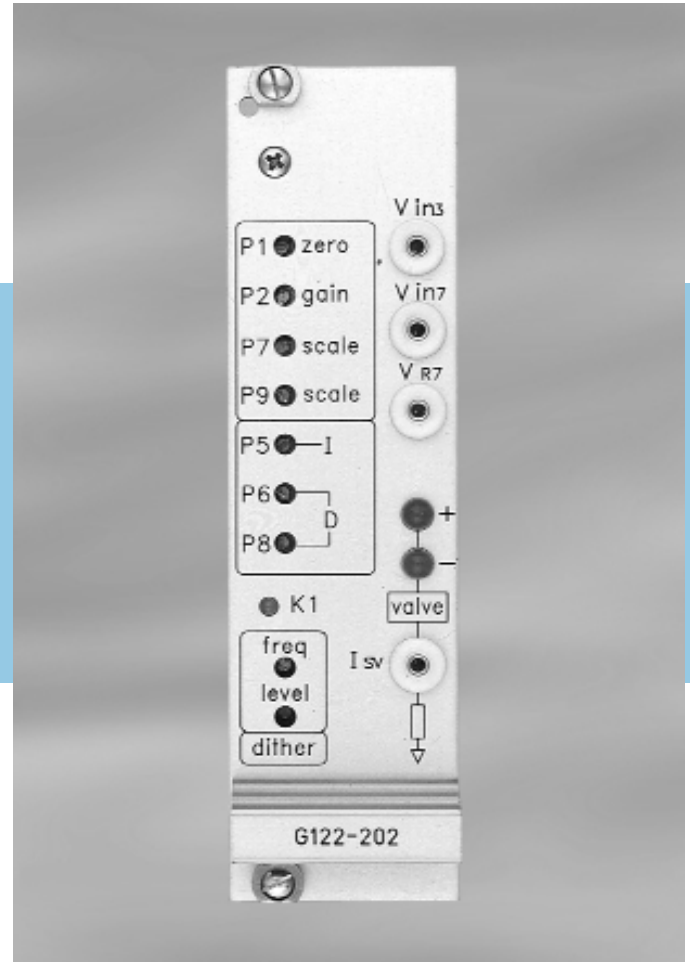 V in3
P1 zero
P2 gain
V in7
P7 scale
V R7
P9 scale
P5 I
P6
D
P8
+
-
K1
valve
freq
I sv
level
dither
G122-202